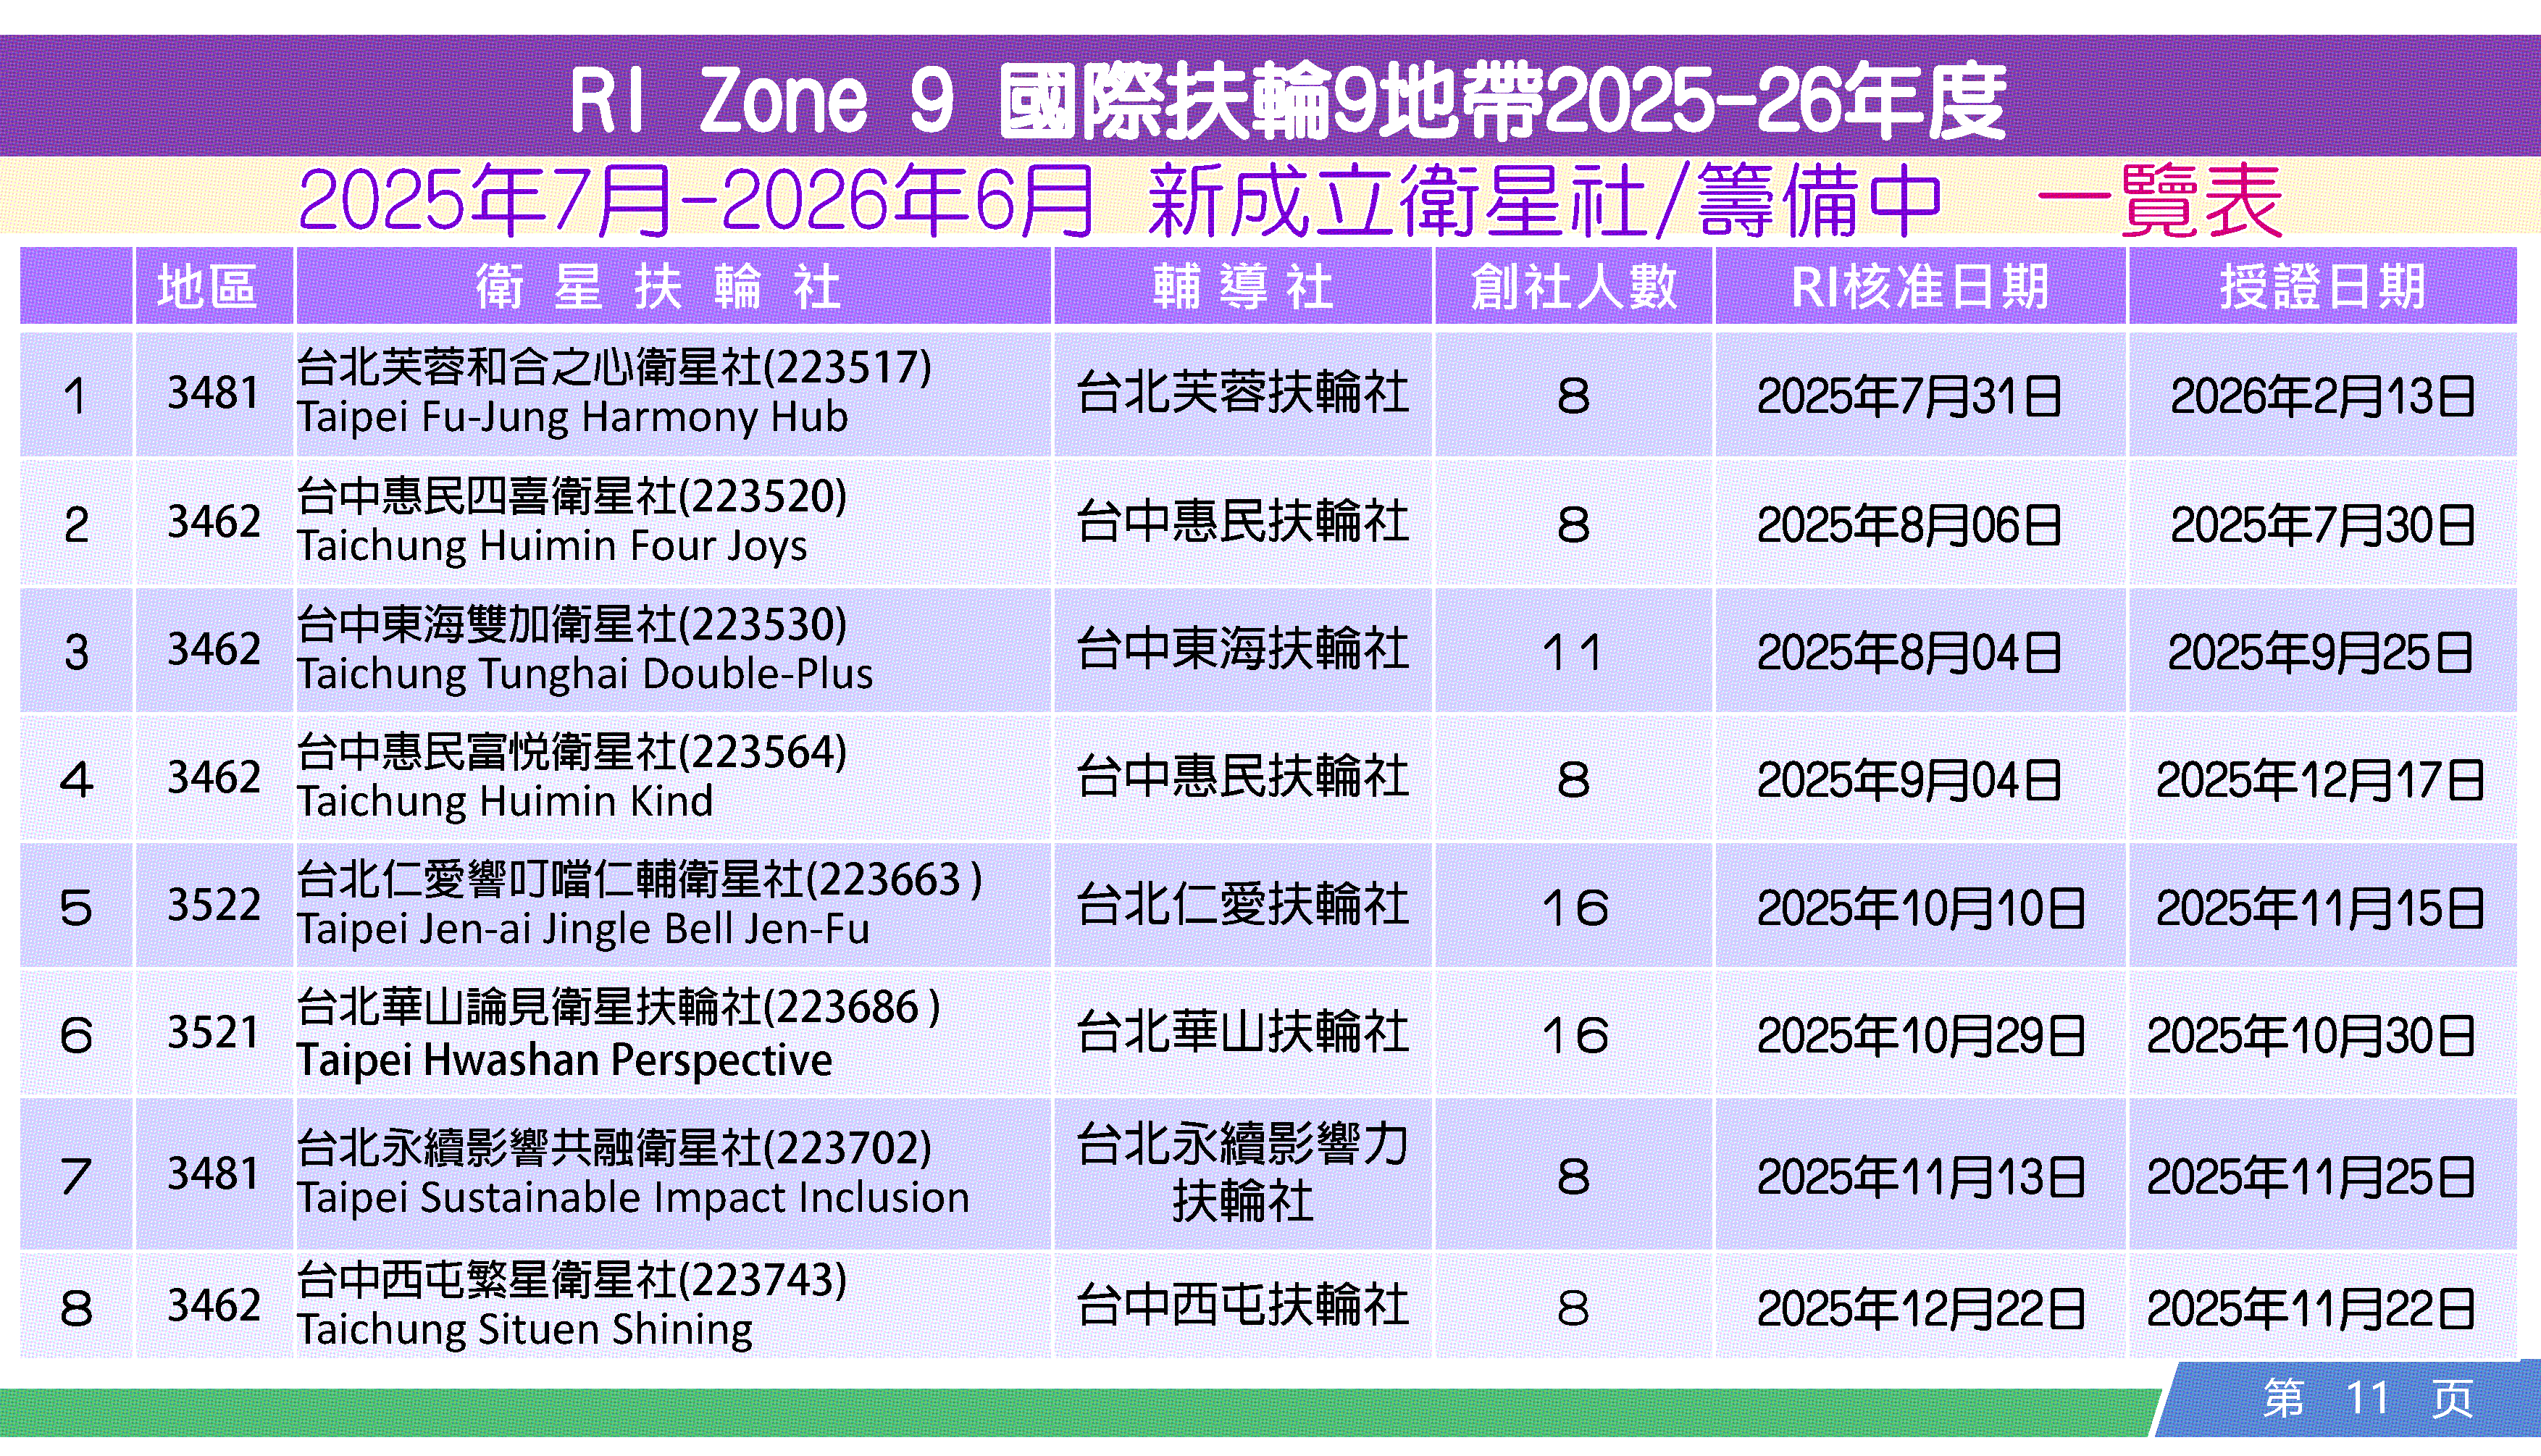 RI Zone 9 國際扶輪9地帶2025-26年度
2025年7月-2026年6月 新成立衛星社/籌備中 一覽表
地區 衛星扶輪社 輔導社 創社人數 RI核准日期 授證日期
1 3481 台北芙蓉和合之心衛星社(223517) 台北芙蓉扶輪社 8 2025年7月31日 2026年2月13日
Taipei Fu-Jung Harmony Hub
2 3462 台中惠民四喜衛星社(223520) 台中惠民扶輪社 8 2025年8月06日 2025年7月30日
Taichung Huimin Four Joys
3 3462 台中東海雙加衛星社(223530) 台中東海扶輪社 11 2025年8月04日 2025年9月25日
Taichung Tunghai Double-Plus
4 3462 台中惠民富悦衛星社(223564) 台中惠民扶輪社 8 2025年9月04日 2025年12月17日
Taichung Huimin Kind
5 3522 台北仁愛響叮噹仁輔衛星社(223663 ) 台北仁愛扶輪社 16 2025年10月10日 2025年11月15日
Taipei Jen-ai Jingle Bell Jen-Fu
6 3521 台北華山論見衛星扶輪社(223686 ) 台北華山扶輪社 16 2025年10月29日 2025年10月30日
Taipei Hwashan Perspective
7 3481 台北永續影響共融衛星社(223702) 台北永續影響力 8 2025年11月13日 2025年11月25日
Taipei Sustainable Impact Inclusion 扶輪社
8 3462 台中西屯繁星衛星社(223743) 台中西屯扶輪社 8 2025年12月22日 2025年11月22日
Taichung Situen Shining
第 11 页